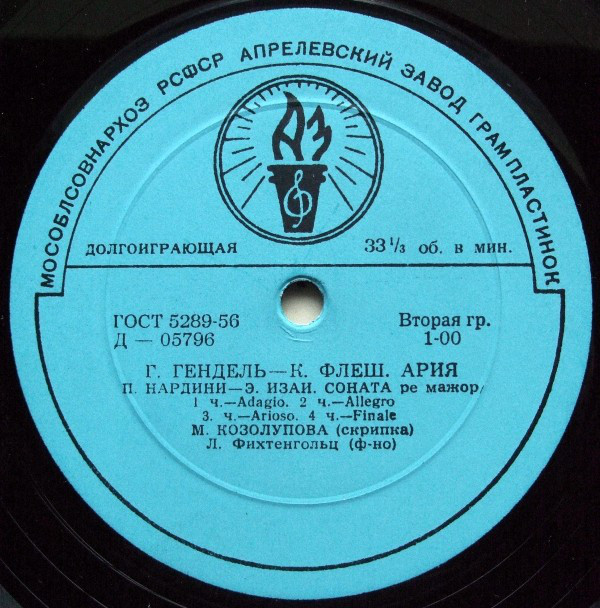 МОСОБЛСОВНАРХОЗ РСФСР АПРЕЛЕВСКИЙ ЗАВОД ГРАМПЛАСТИНОК
АЗ
ДОЛГОИГРАЮЩАЯ 33 1/3 об. в мин.
ГОСТ 5289-56 Вторая гр.
Д — 05796 1-00
Г. ГЕНДЕЛЬ—К. ФЛЕШ. АРИЯ
П. НАРДИНИ—Э. ИЗАИ. СОНАТА ре мажор/
1 ч.—Adagio. 2 ч.—Allegro
3. ч.—Arioso. 4 ч.—Finale
М. КОЗОЛУПОВА (скрипка)
Л. Фихтенгольц (ф-но)